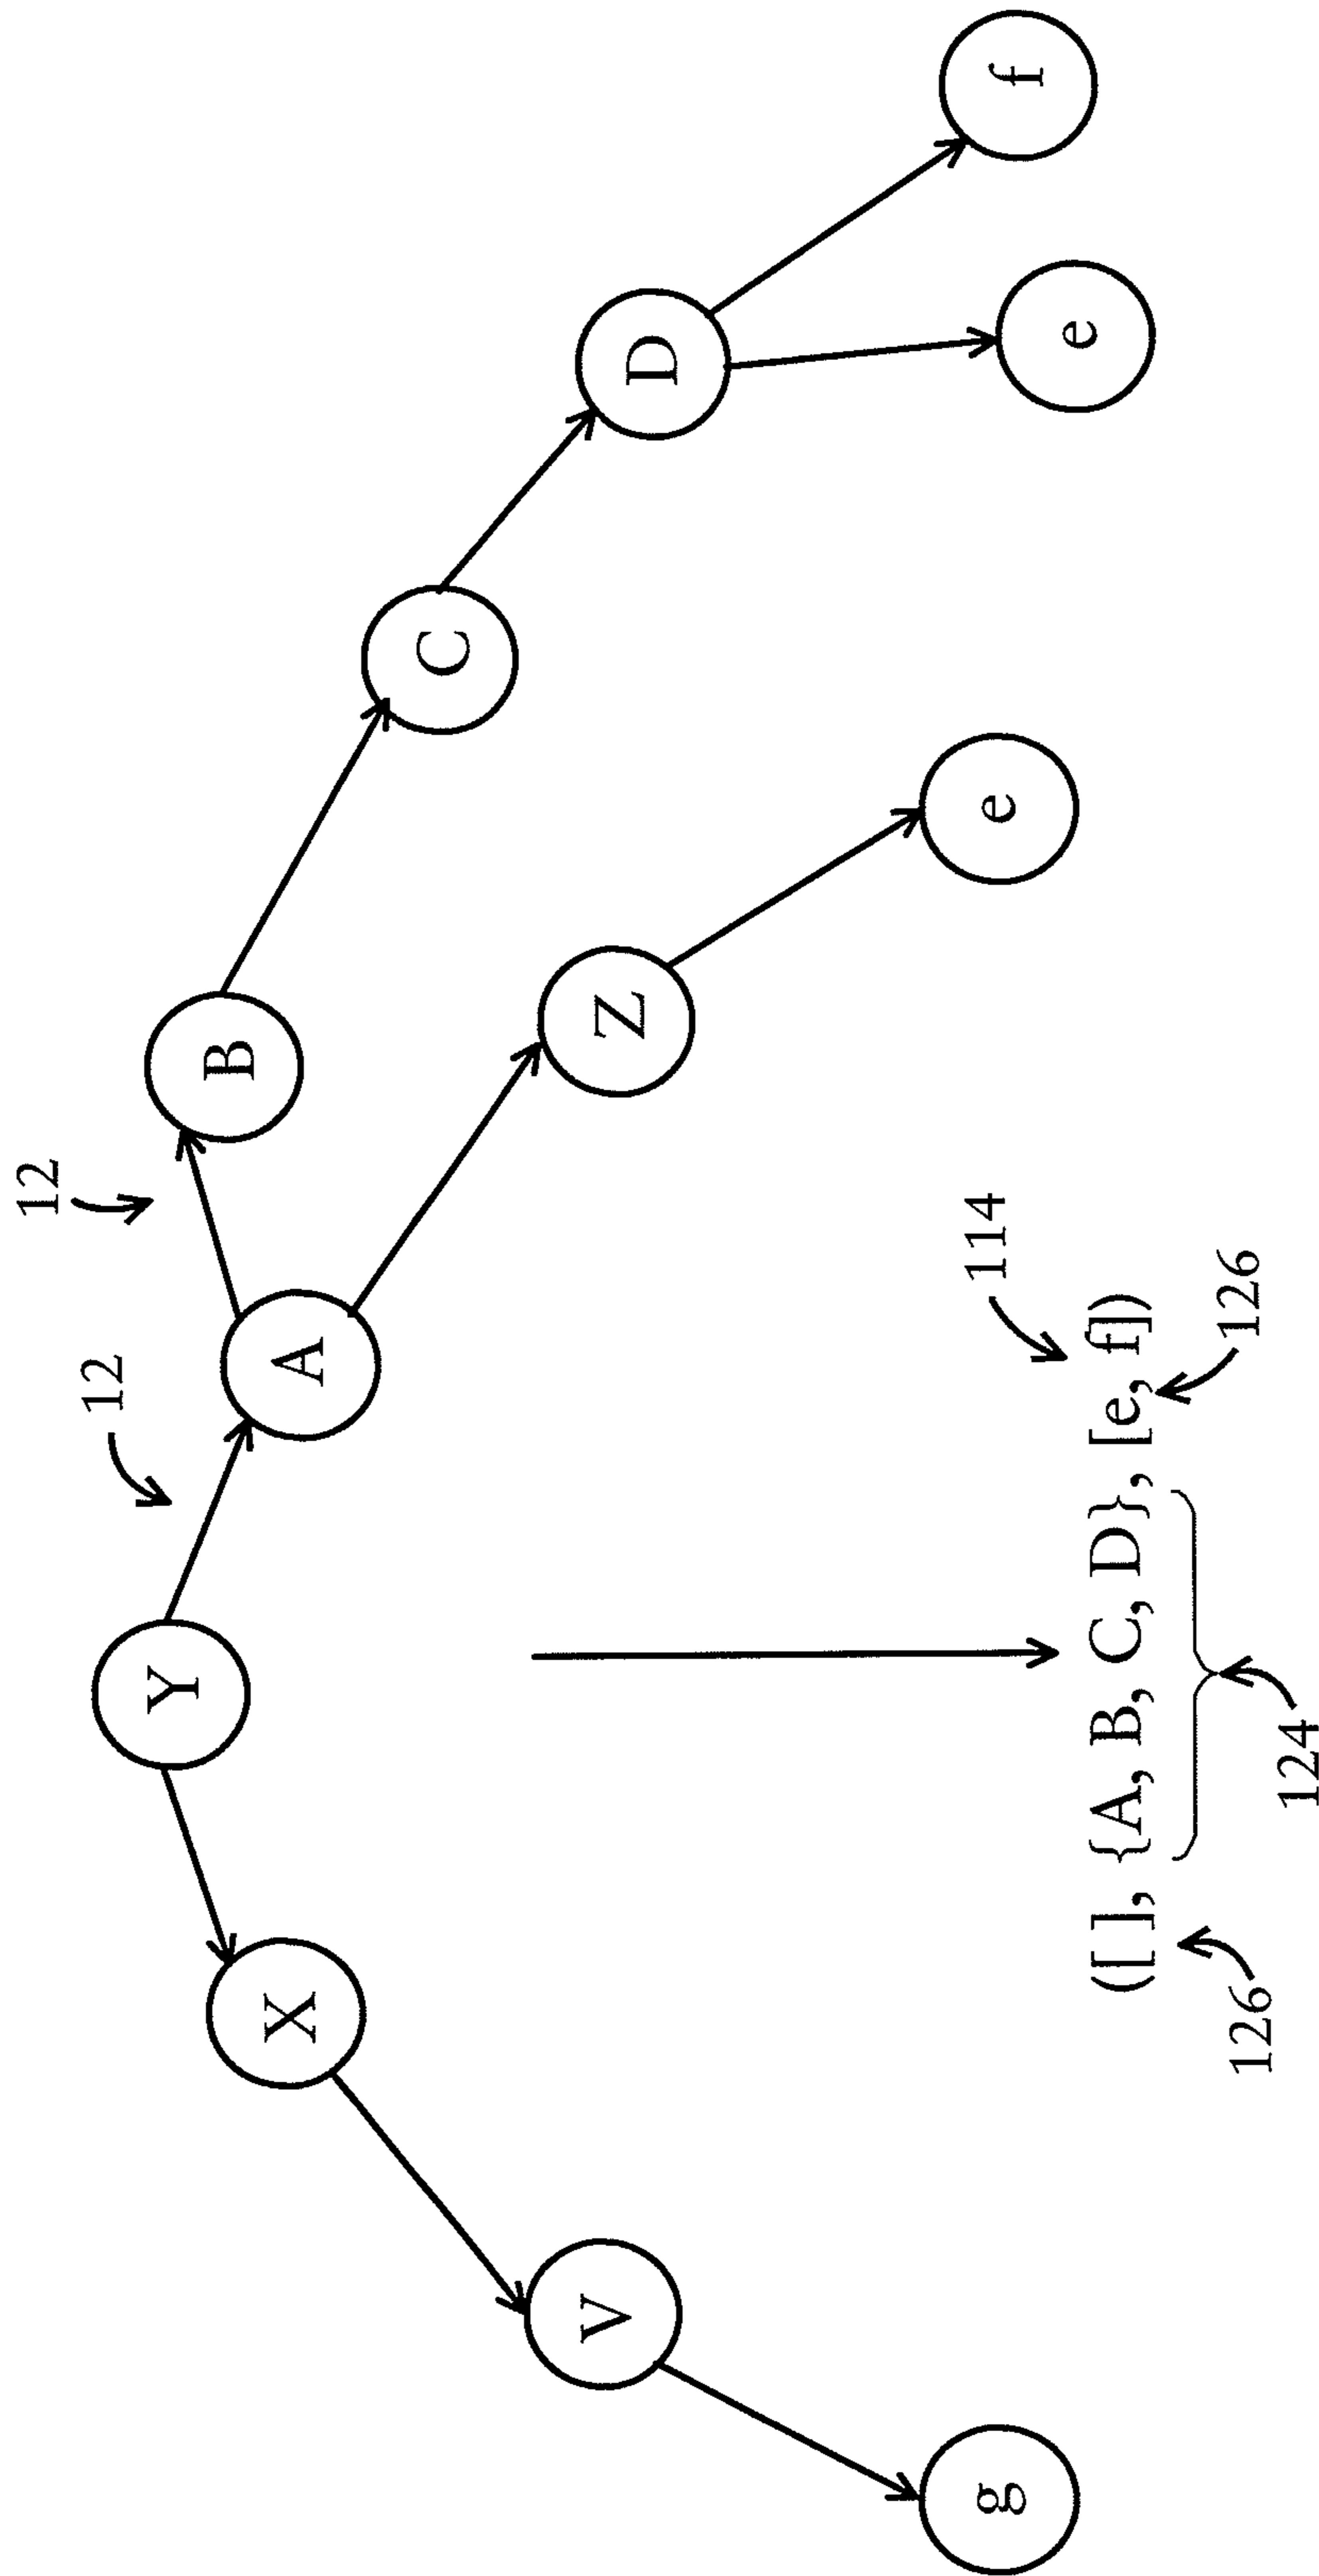 12
12
B
Y
A
C
X
D
Z
V
g
e
e
f
114
([ ], {A, B, C, D}, [e, f])
126
124
126